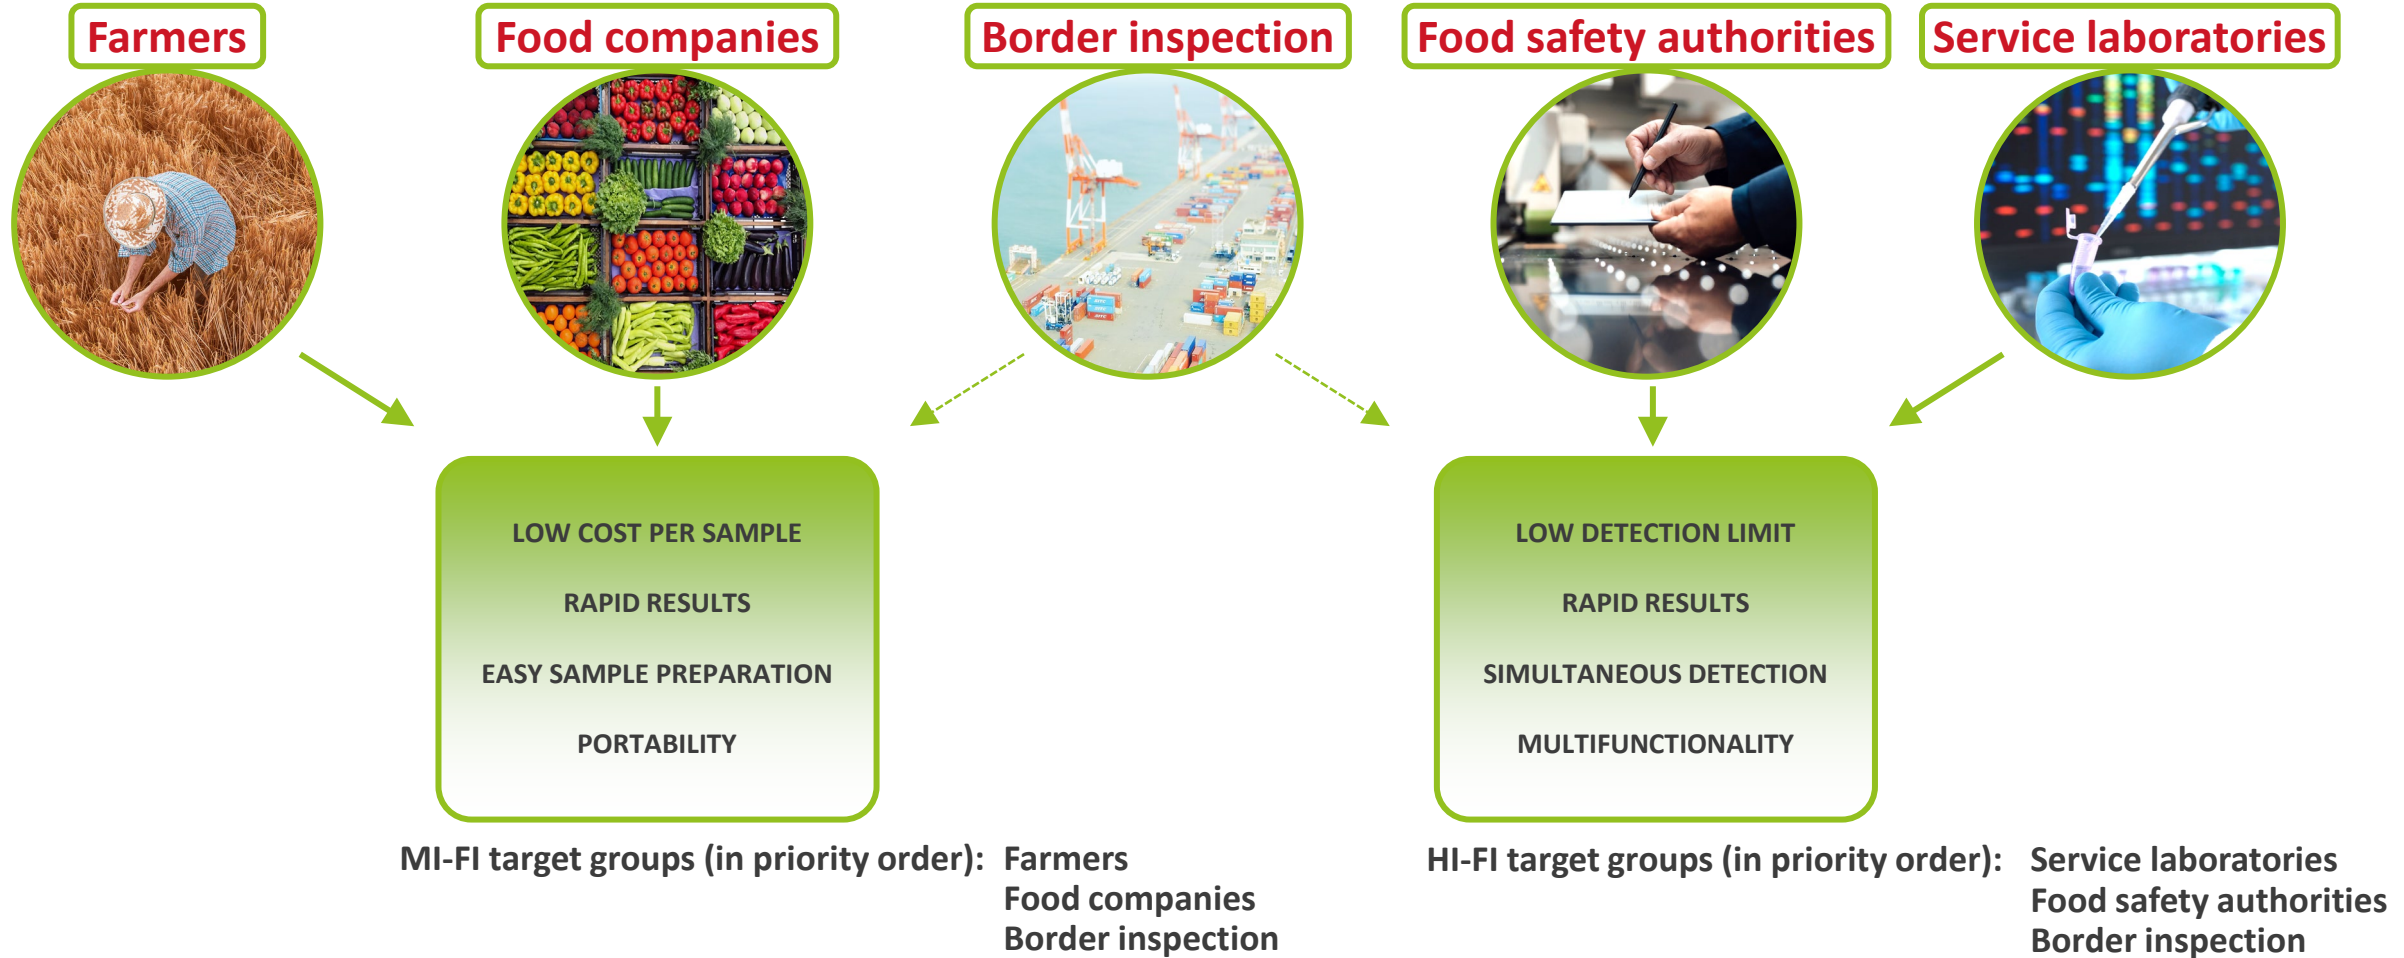 Farmers
Food companies
Border inspection
Food safety authorities
Service laboratories
LOW COST PER SAMPLE
RAPID RESULTS
EASY SAMPLE PREPARATION
PORTABILITY
LOW DETECTION LIMIT
RAPID RESULTS
SIMULTANEOUS DETECTION
MULTIFUNCTIONALITY
MI-FI target groups (in priority order): Farmers
Food companies
Border inspection
HI-FI target groups (in priority order): Service laboratories
Food safety authorities
Border inspection